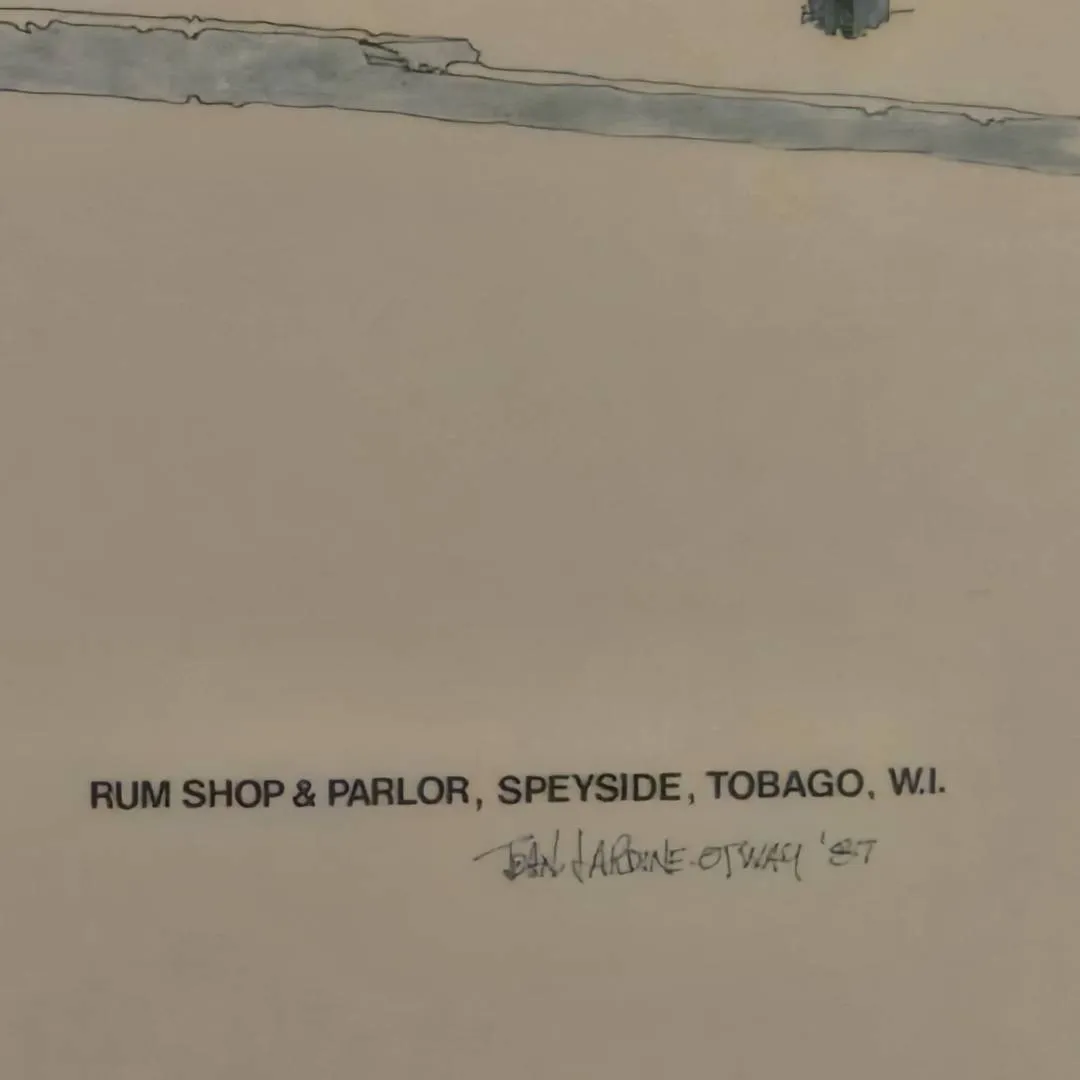 RUM SHOP & PARLOR, SPEYSIDE, TOBAGO, W.I.
JEAN JARDINE-OTWAY '87